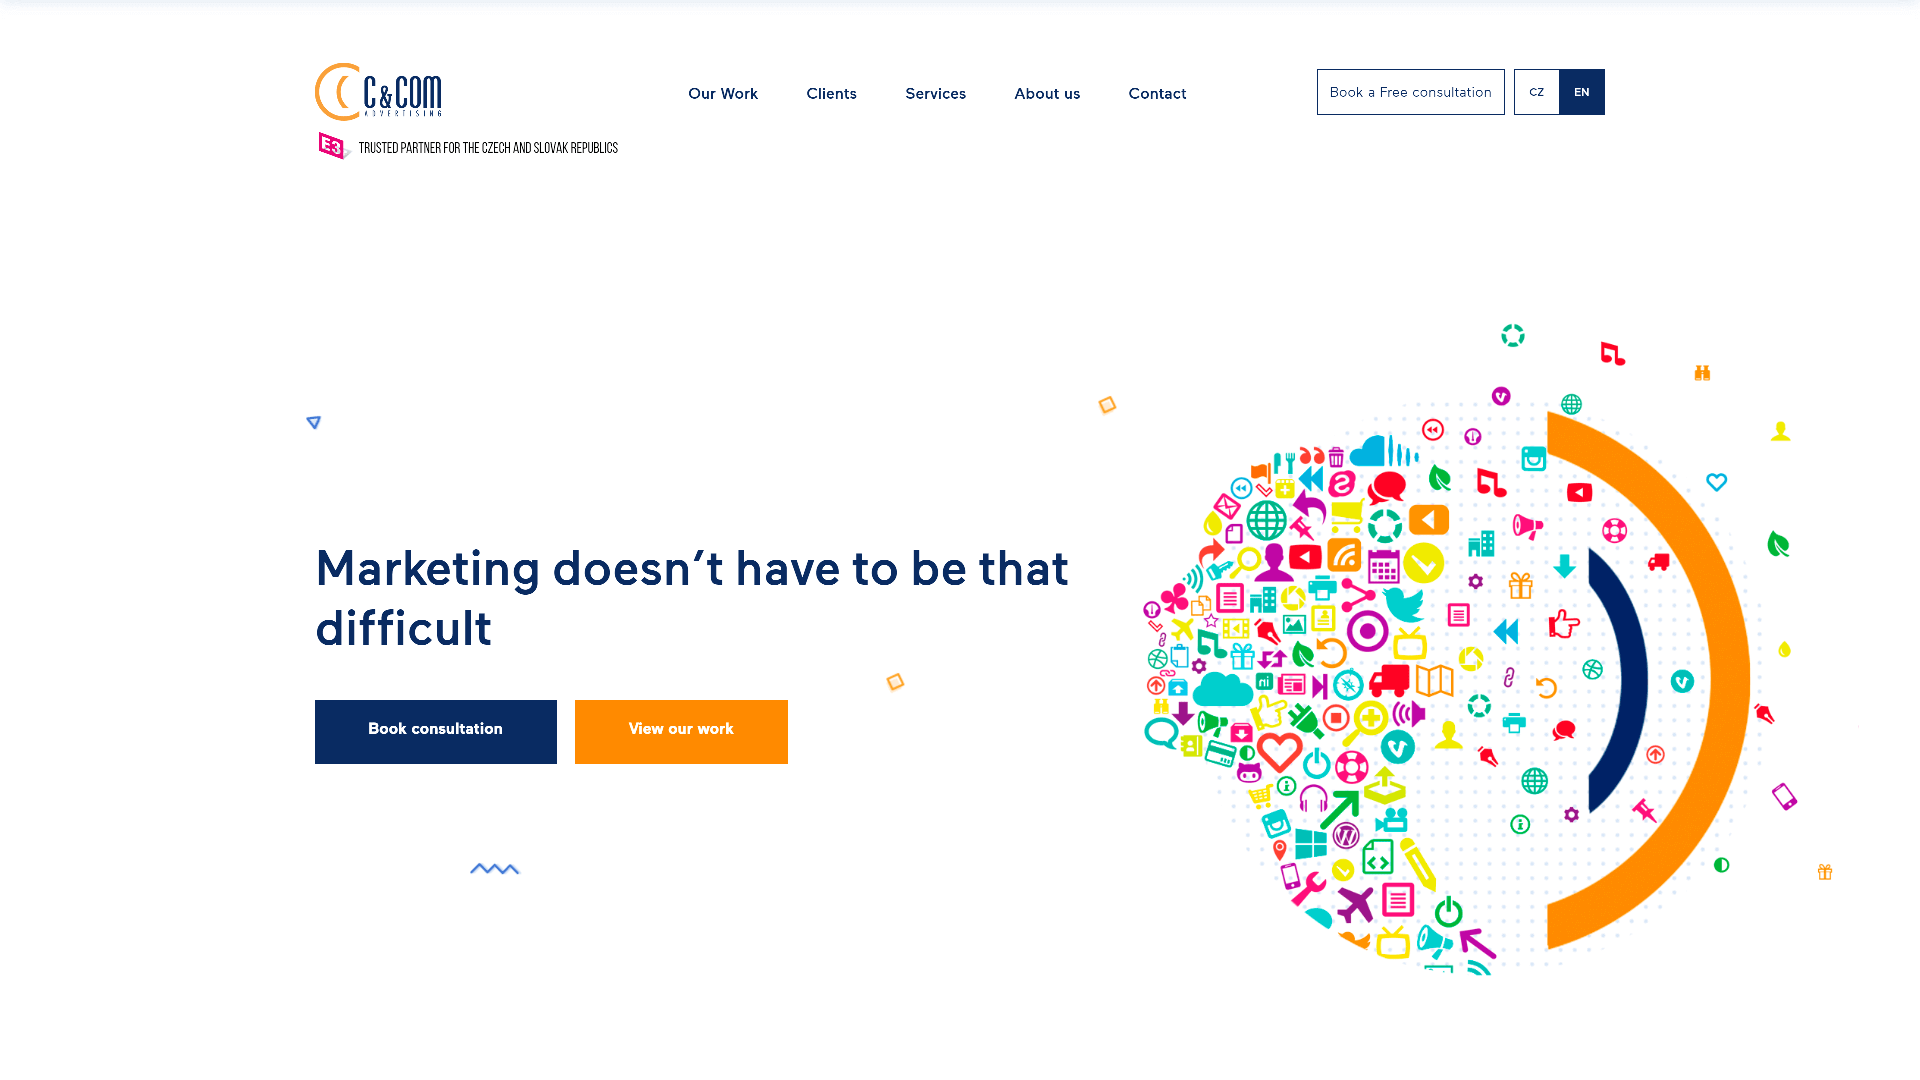 C & COM
ADVERTISING
Our Work
Clients
Services
About us
Contact
Book a Free consultation
CZ
EN
E3
TRUSTED PARTNER FOR THE CZECH AND SLOVAK REPUBLICS
Marketing doesn’t have to be that
difficult
Book consultation
View our work